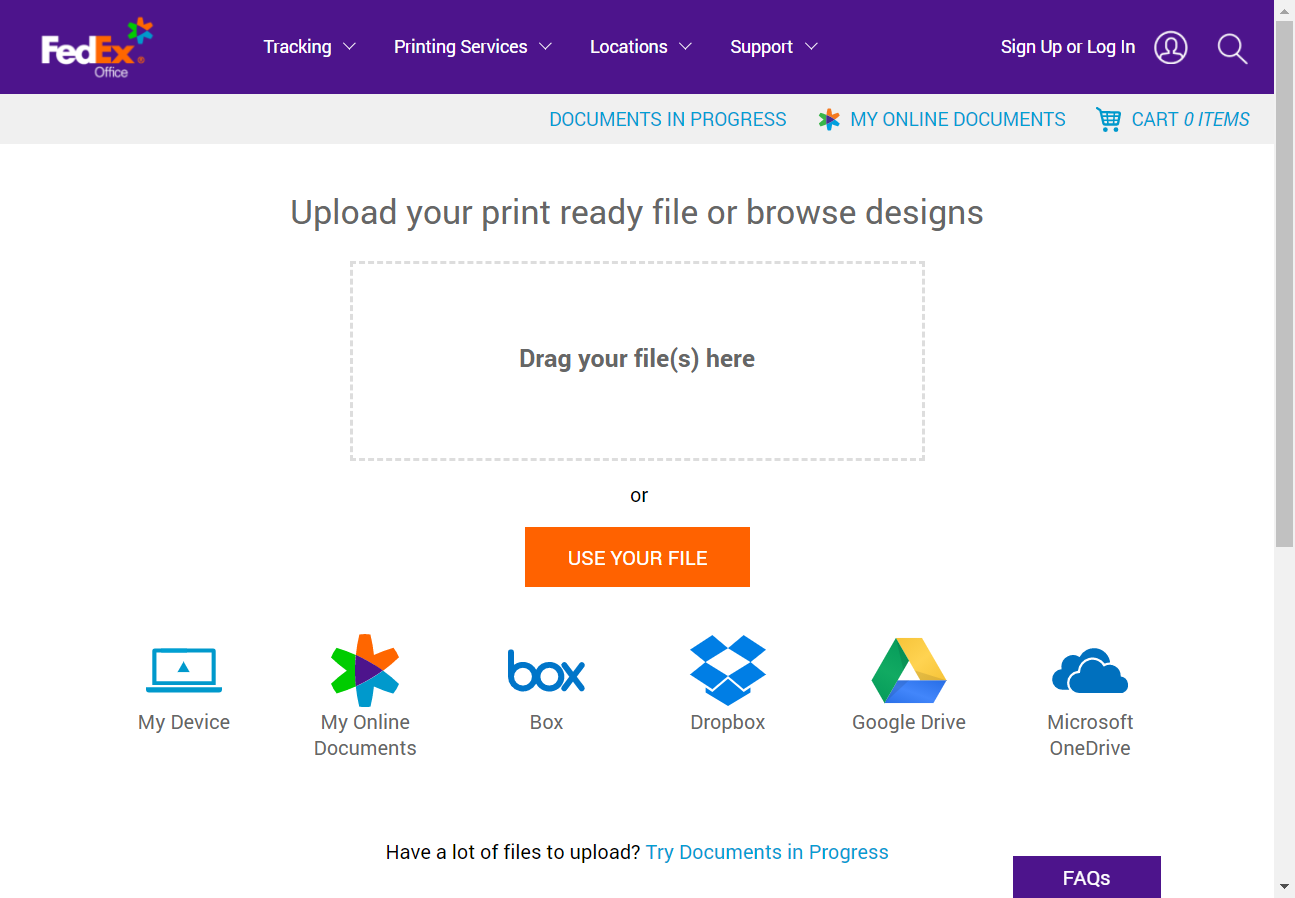 FedEx®
Office
Tracking
Printing Services
Locations
Support
Sign Up or Log In
DOCUMENTS IN PROGRESS
MY ONLINE DOCUMENTS
CART 0 ITEMS
Upload your print ready file or browse designs
Drag your file(s) here
or
USE YOUR FILE
My Device
My Online
Documents
box
Box
Dropbox
Google Drive
Microsoft
OneDrive
Have a lot of files to upload? Try Documents in Progress
FAQs